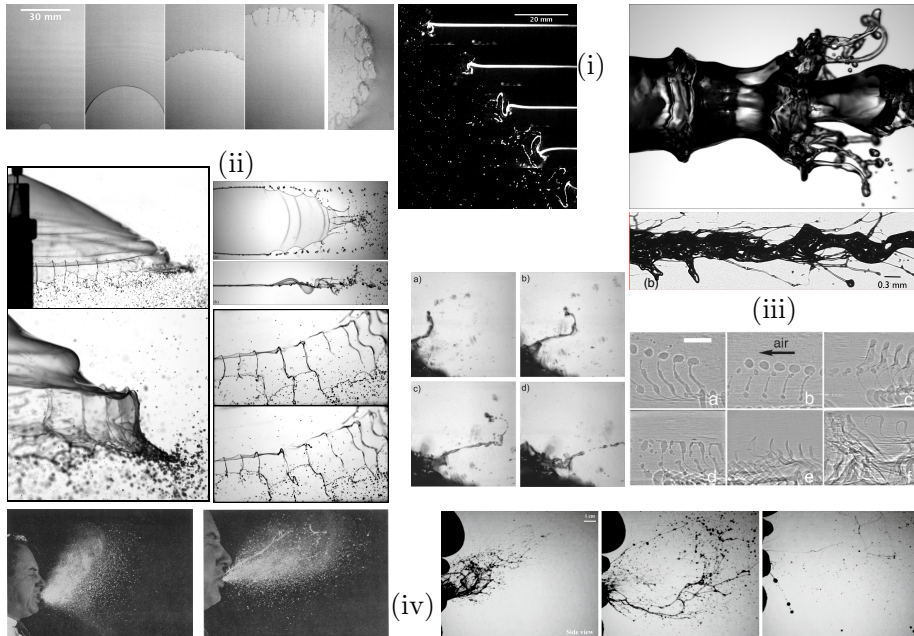 30 mm
20 mm
(i)
(ii)
(b)
0.3 mm
(iii)
a)
b)
c)
d)
air
a
b
c
d
e
f
(iv)
Side view